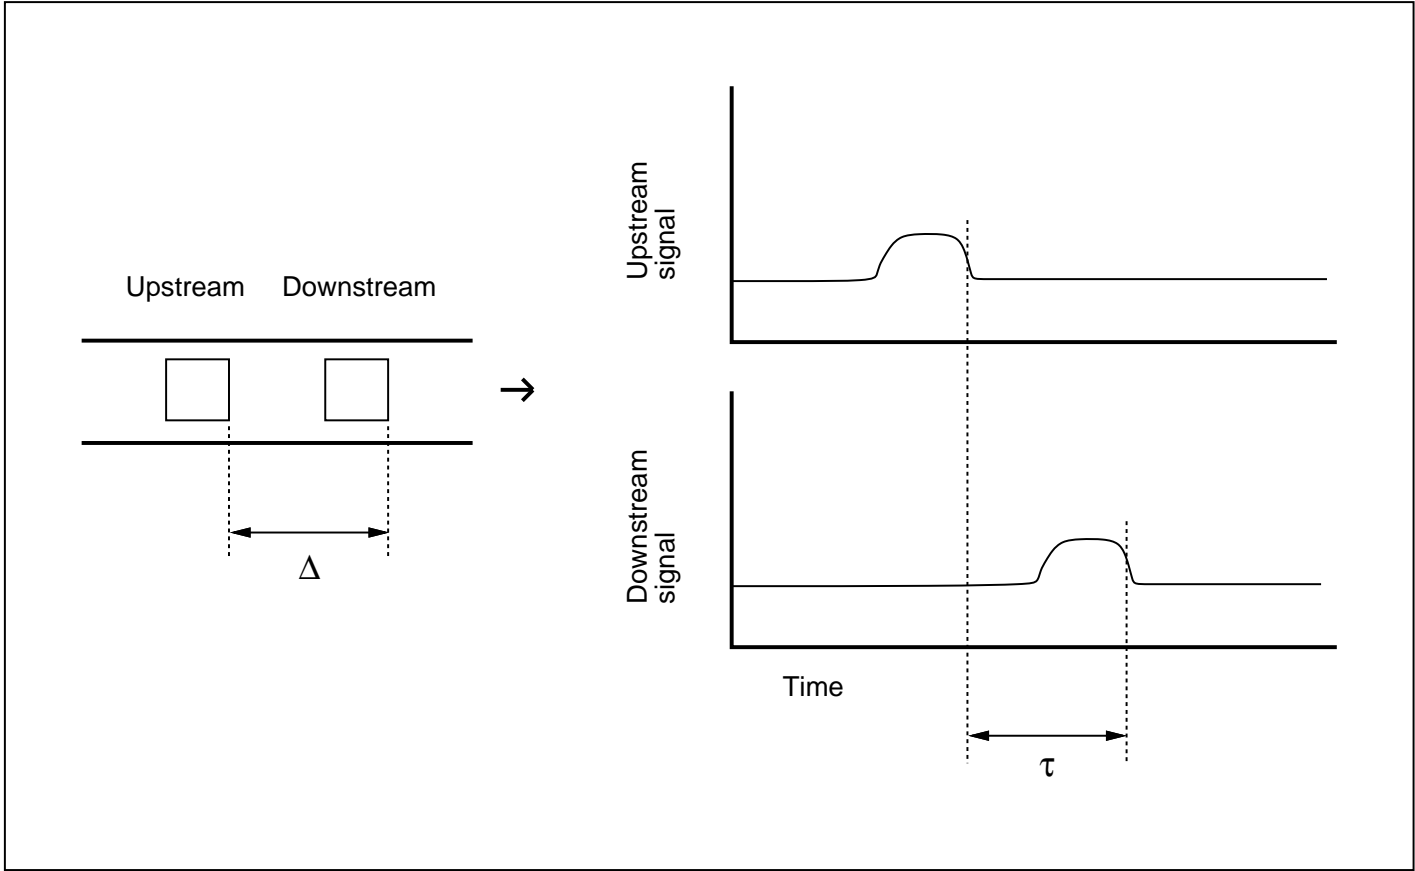 Upstream Downstream
Δ
Upstream
signal
Downstream
signal
Time
τ